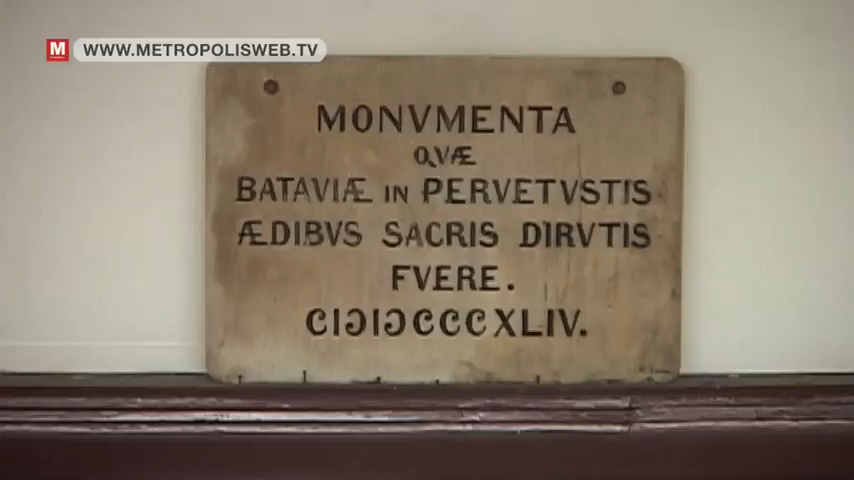 M WWW.METROPOLISWEB.TV
MONVMENTA
QVÆ
BATAVIÆ IN PERVETVSTIS
ÆDIBVS SACRIS DIRVTIS
FVERE.
CIƆIƆCCCXLIV.